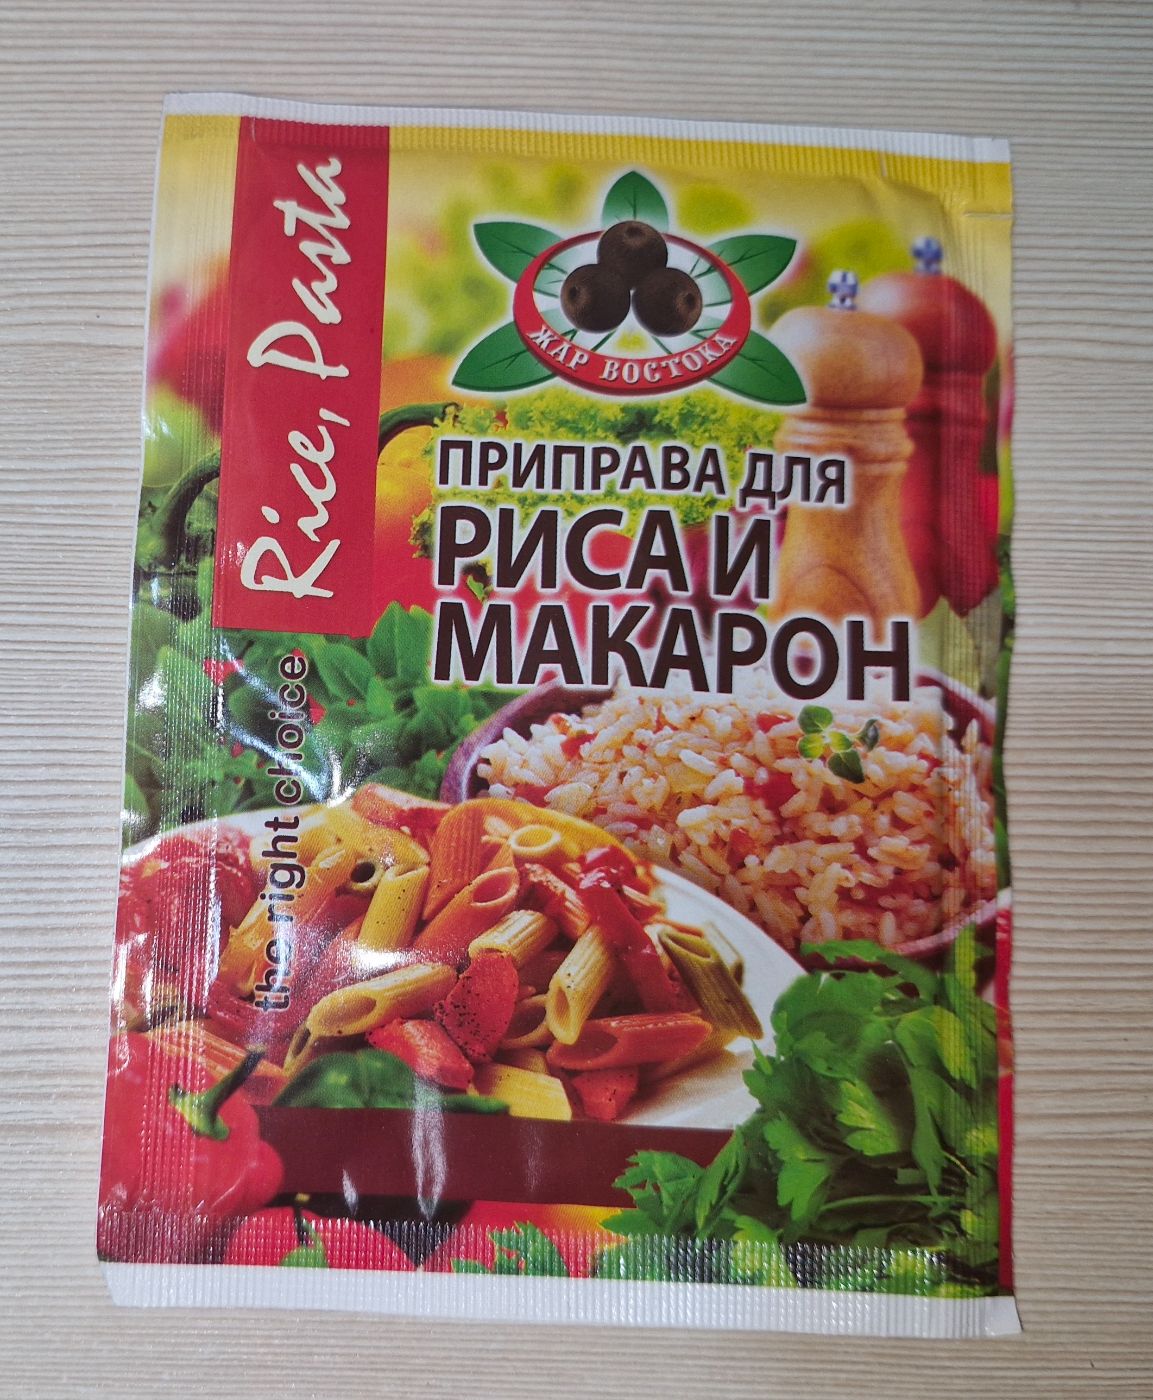 ЖАР ВОСТОКА
ПРИПРАВА ДЛЯ
РИСА И
МАКАРОН
Rice, Pasta
the right choice